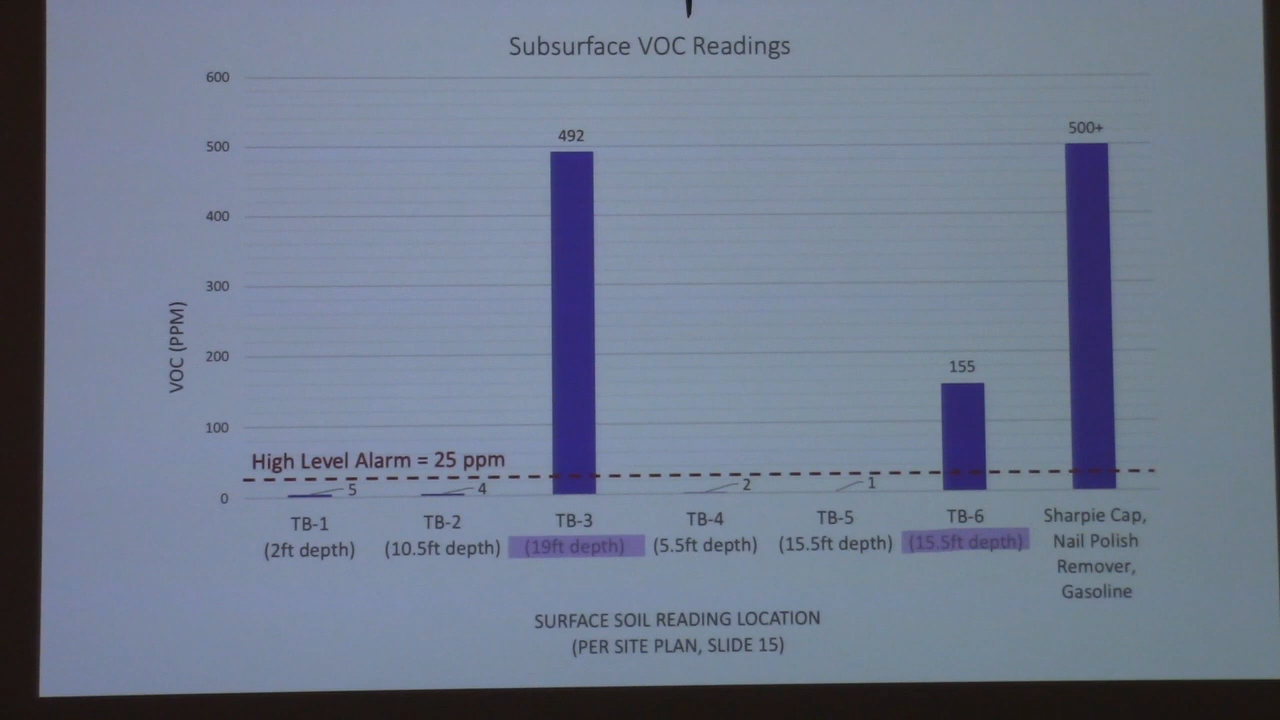 Subsurface VOC Readings
600
500
400
300
200
100
0
VOC (PPM)
492
500+
155
High Level Alarm = 25 ppm
5
4
2
1
TB-1
(2ft depth)
TB-2
(10.5ft depth)
TB-3
(19ft depth)
TB-4
(5.5ft depth)
TB-5
(15.5ft depth)
TB-6
(15.5ft depth)
Sharpie Cap,
Nail Polish
Remover,
Gasoline
SURFACE SOIL READING LOCATION
(PER SITE PLAN, SLIDE 15)